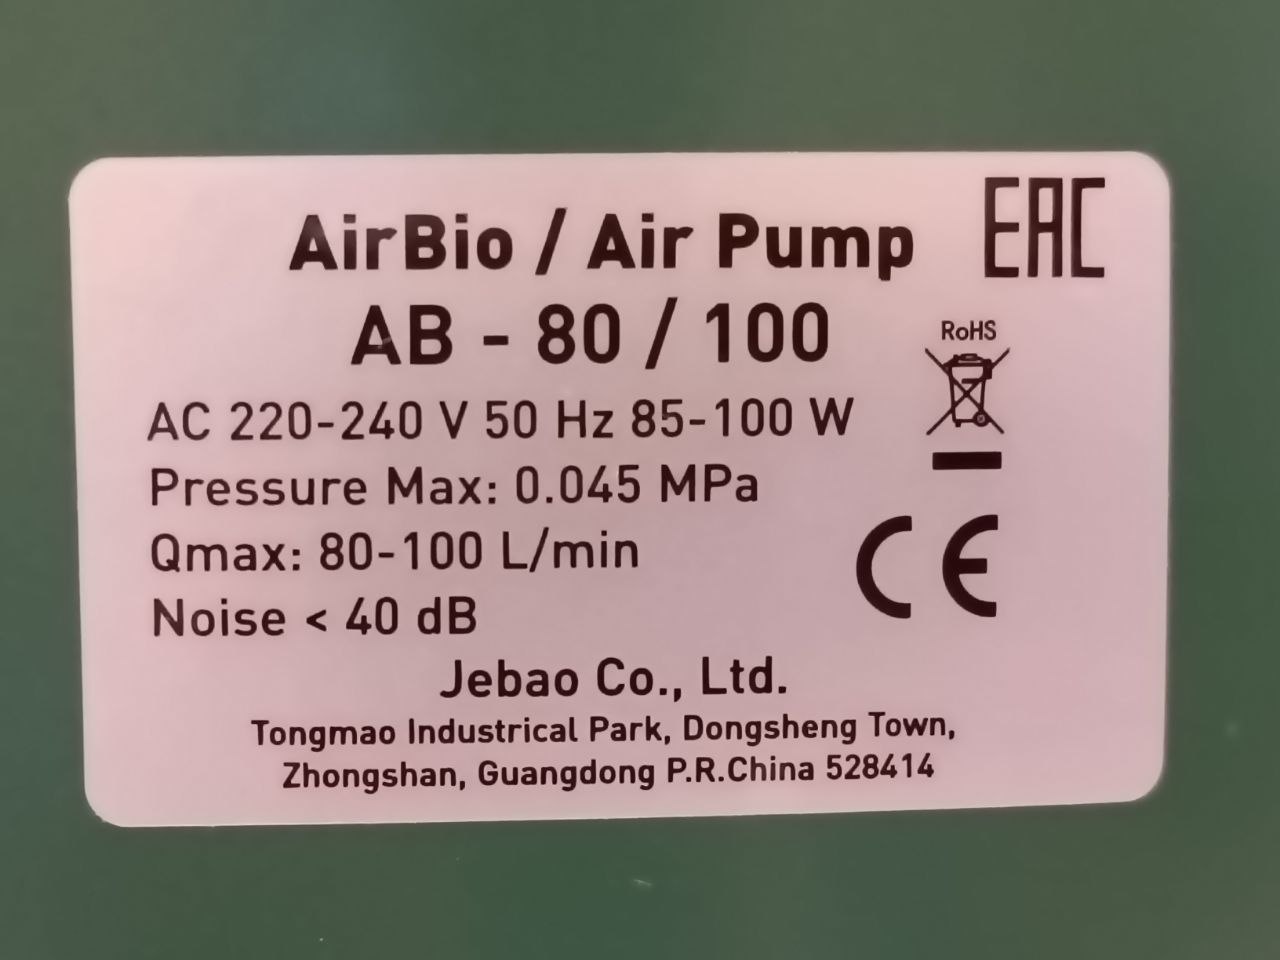 AirBio / Air Pump
EAC
AB - 80 / 100
RoHS
AC 220-240 V 50 Hz 85-100 W
Pressure Max: 0.045 MPa
Qmax: 80-100 L/min
CE
Noise < 40 dB
Jebao Co., Ltd.
Tongmao Industrical Park, Dongsheng Town,
Zhongshan, Guangdong P.R.China 528414